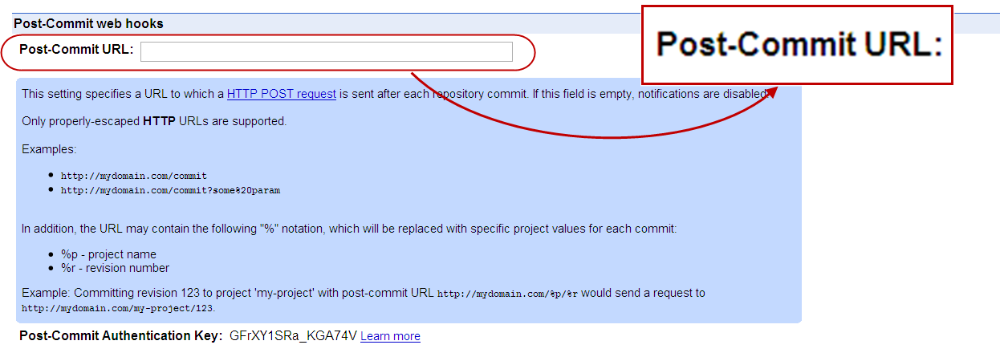 Post-Commit web hooks
Post-Commit URL:
Post-Commit URL:
This setting specifies a URL to which a HTTP POST request is sent after each repository commit. If this field is empty, notifications are disabled.
Only properly-escaped HTTP URLs are supported.
Examples:
• http://mydomain.com/commit
• http://mydomain.com/commit?some%20param
In addition, the URL may contain the following "%" notation, which will be replaced with specific project values for each commit:
• %p - project name
• %r - revision number
Example: Committing revision 123 to project 'my-project' with post-commit URL http://mydomain.com/%p/%r would send a request to
http://mydomain.com/my-project/123.
Post-Commit Authentication Key: GFrXY1SRa_KGA74V Learn more